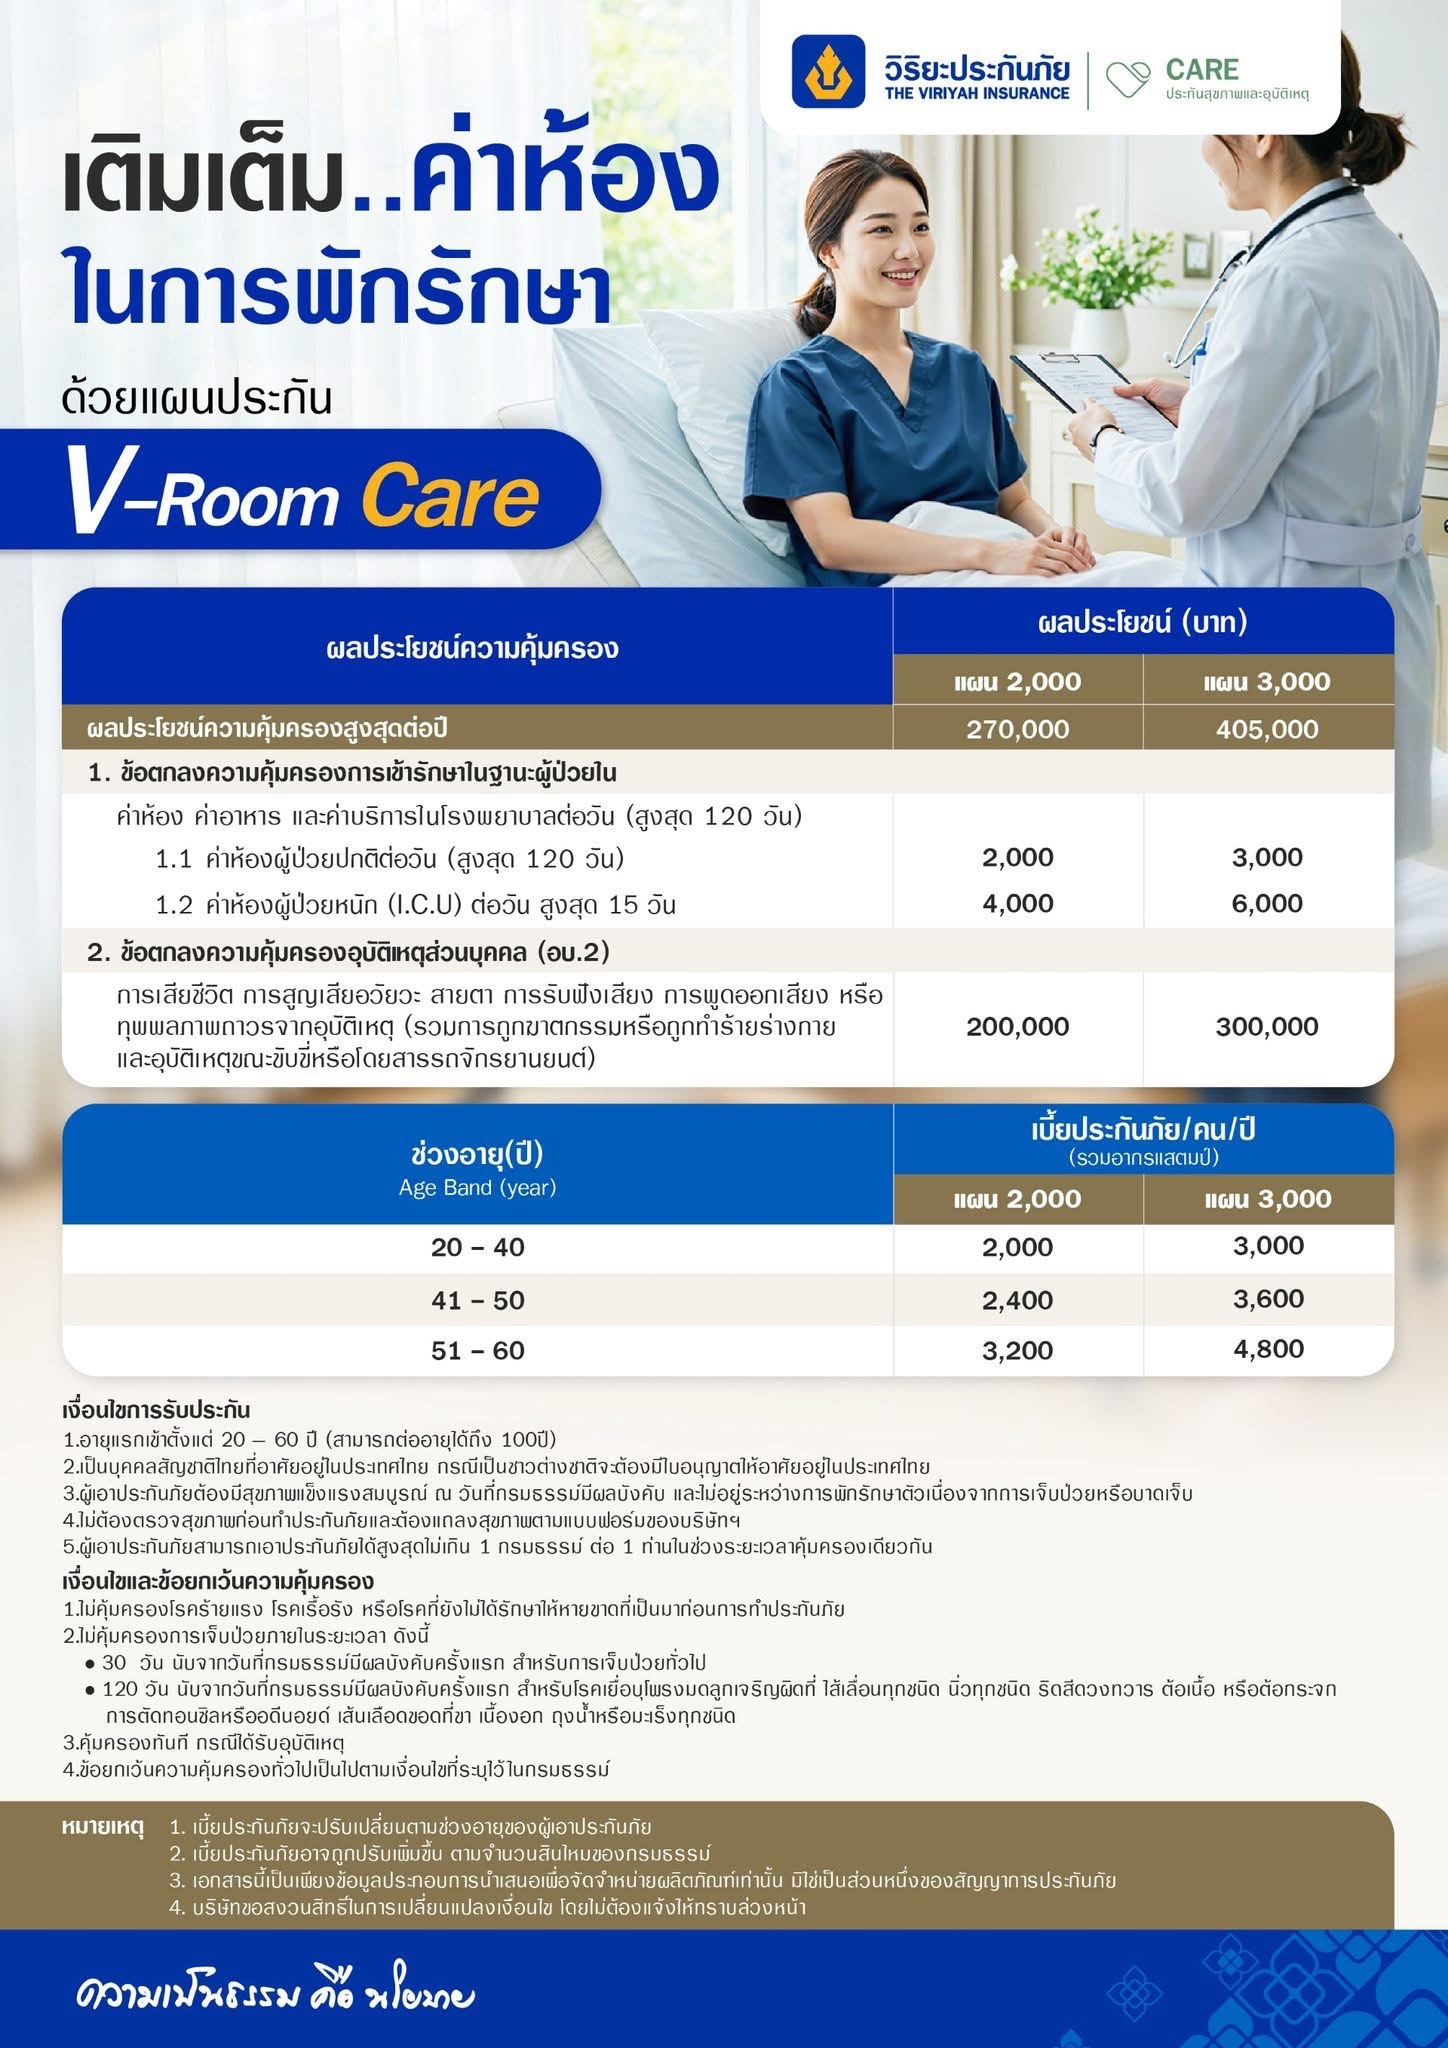 วิริยะประกันภัย
THE VIRIYAH INSURANCE
CARE
ประกันสุขภาพและอุบัติเหตุ
เติมเต็ม..ค่าห้อง
ในการพักรักษา
ด้วยแผนประกัน
V-Room Care
ผลประโยชน์ความคุ้มครอง
ผลประโยชน์ (บาท)
แผน 2,000 แผน 3,000
ผลประโยชน์ความคุ้มครองสูงสุดต่อปี 270,000 405,000
1. ข้อตกลงความคุ้มครองการเข้ารักษาในฐานะผู้ป่วยใน
ค่าห้อง ค่าอาหาร และค่าบริการในโรงพยาบาลต่อวัน (สูงสุด 120 วัน)
1.1 ค่าห้องผู้ป่วยปกติต่อวัน (สูงสุด 120 วัน) 2,000 3,000
1.2 ค่าห้องผู้ป่วยหนัก (I.C.U) ต่อวัน สูงสุด 15 วัน 4,000 6,000
2. ข้อตกลงความคุ้มครองอุบัติเหตุส่วนบุคคล (อบ.2)
การเสียชีวิต การสูญเสียอวัยวะ สายตา การรับฟังเสียง การพูดออกเสียง หรือ
ทุพพลภาพถาวรจากอุบัติเหตุ (รวมการถูกฆาตกรรมหรือถูกทำร้ายร่างกาย 200,000 300,000
และอุบัติเหตุขณะขับขี่หรือโดยสารรถจักรยานยนต์)
ช่วงอายุ(ปี)
Age Band (year)
เบี้ยประกันภัย/คน/ปี
(รวมอากรแสตมป์)
แผน 2,000 แผน 3,000
20 – 40 2,000 3,000
41 – 50 2,400 3,600
51 – 60 3,200 4,800
เงื่อนไขการรับประกัน
1.อายุแรกเข้าตั้งแต่ 20 – 60 ปี (สามารถต่ออายุได้ถึง 100ปี)
2.เป็นบุคคลสัญชาติไทยที่อาศัยอยู่ในประเทศไทย กรณีเป็นชาวต่างชาติจะต้องมีใบอนุญาตให้อาศัยอยู่ในประเทศไทย
3.ผู้เอาประกันภัยต้องมีสุขภาพแข็งแรงสมบูรณ์ ณ วันที่กรมธรรม์มีผลบังคับ และไม่อยู่ระหว่างการพักรักษาตัวเนื่องจากการเจ็บป่วยหรือบาดเจ็บ
4.ไม่ต้องตรวจสุขภาพก่อนทำประกันภัยและต้องแถลงสุขภาพตามแบบฟอร์มของบริษัทฯ
5.ผู้เอาประกันภัยสามารถเอาประกันภัยได้สูงสุดไม่เกิน 1 กรมธรรม์ ต่อ 1 ท่านในช่วงระยะเวลาคุ้มครองเดียวกัน
เงื่อนไขและข้อยกเว้นความคุ้มครอง
1.ไม่คุ้มครองโรคร้ายแรง โรคเรื้อรัง หรือโรคที่ยังไม่ได้รักษาให้หายขาดที่เป็นมาก่อนการทำประกันภัย
2.ไม่คุ้มครองการเจ็บป่วยภายในระยะเวลา ดังนี้
● 30 วัน นับจากวันที่กรมธรรม์มีผลบังคับครั้งแรก สำหรับการเจ็บป่วยทั่วไป
● 120 วัน นับจากวันที่กรมธรรม์มีผลบังคับครั้งแรก สำหรับโรคเยื่อบุโพรงมดลูกเจริญผิดที่ ไส้เลื่อนทุกชนิด นิ่วทุกชนิด ริดสีดวงทวาร ต้อเนื้อ หรือต้อกระจก
การตัดทอนซิลหรืออดีนอยด์ เส้นเลือดขอดที่ขา เนื้องอก ถุงน้ำหรือมะเร็งทุกชนิด
3.คุ้มครองทันที กรณีได้รับอุบัติเหตุ
4.ข้อยกเว้นความคุ้มครองทั่วไปเป็นไปตามเงื่อนไขที่ระบุไว้ในกรมธรรม์
หมายเหตุ 1. เบี้ยประกันภัยจะปรับเปลี่ยนตามช่วงอายุของผู้เอาประกันภัย
2. เบี้ยประกันภัยอาจถูกปรับเพิ่มขึ้น ตามจำนวนสินไหมของกรมธรรม์
3. เอกสารนี้เป็นเพียงข้อมูลประกอบการนำเสนอเพื่อจัดจำหน่ายผลิตภัณฑ์เท่านั้น มิใช่เป็นส่วนหนึ่งของสัญญาการประกันภัย
4. บริษัทขอสงวนสิทธิ์ในการเปลี่ยนแปลงเงื่อนไข โดยไม่ต้องแจ้งให้ทราบล่วงหน้า
ความเป็นธรรม คือ นโยบาย